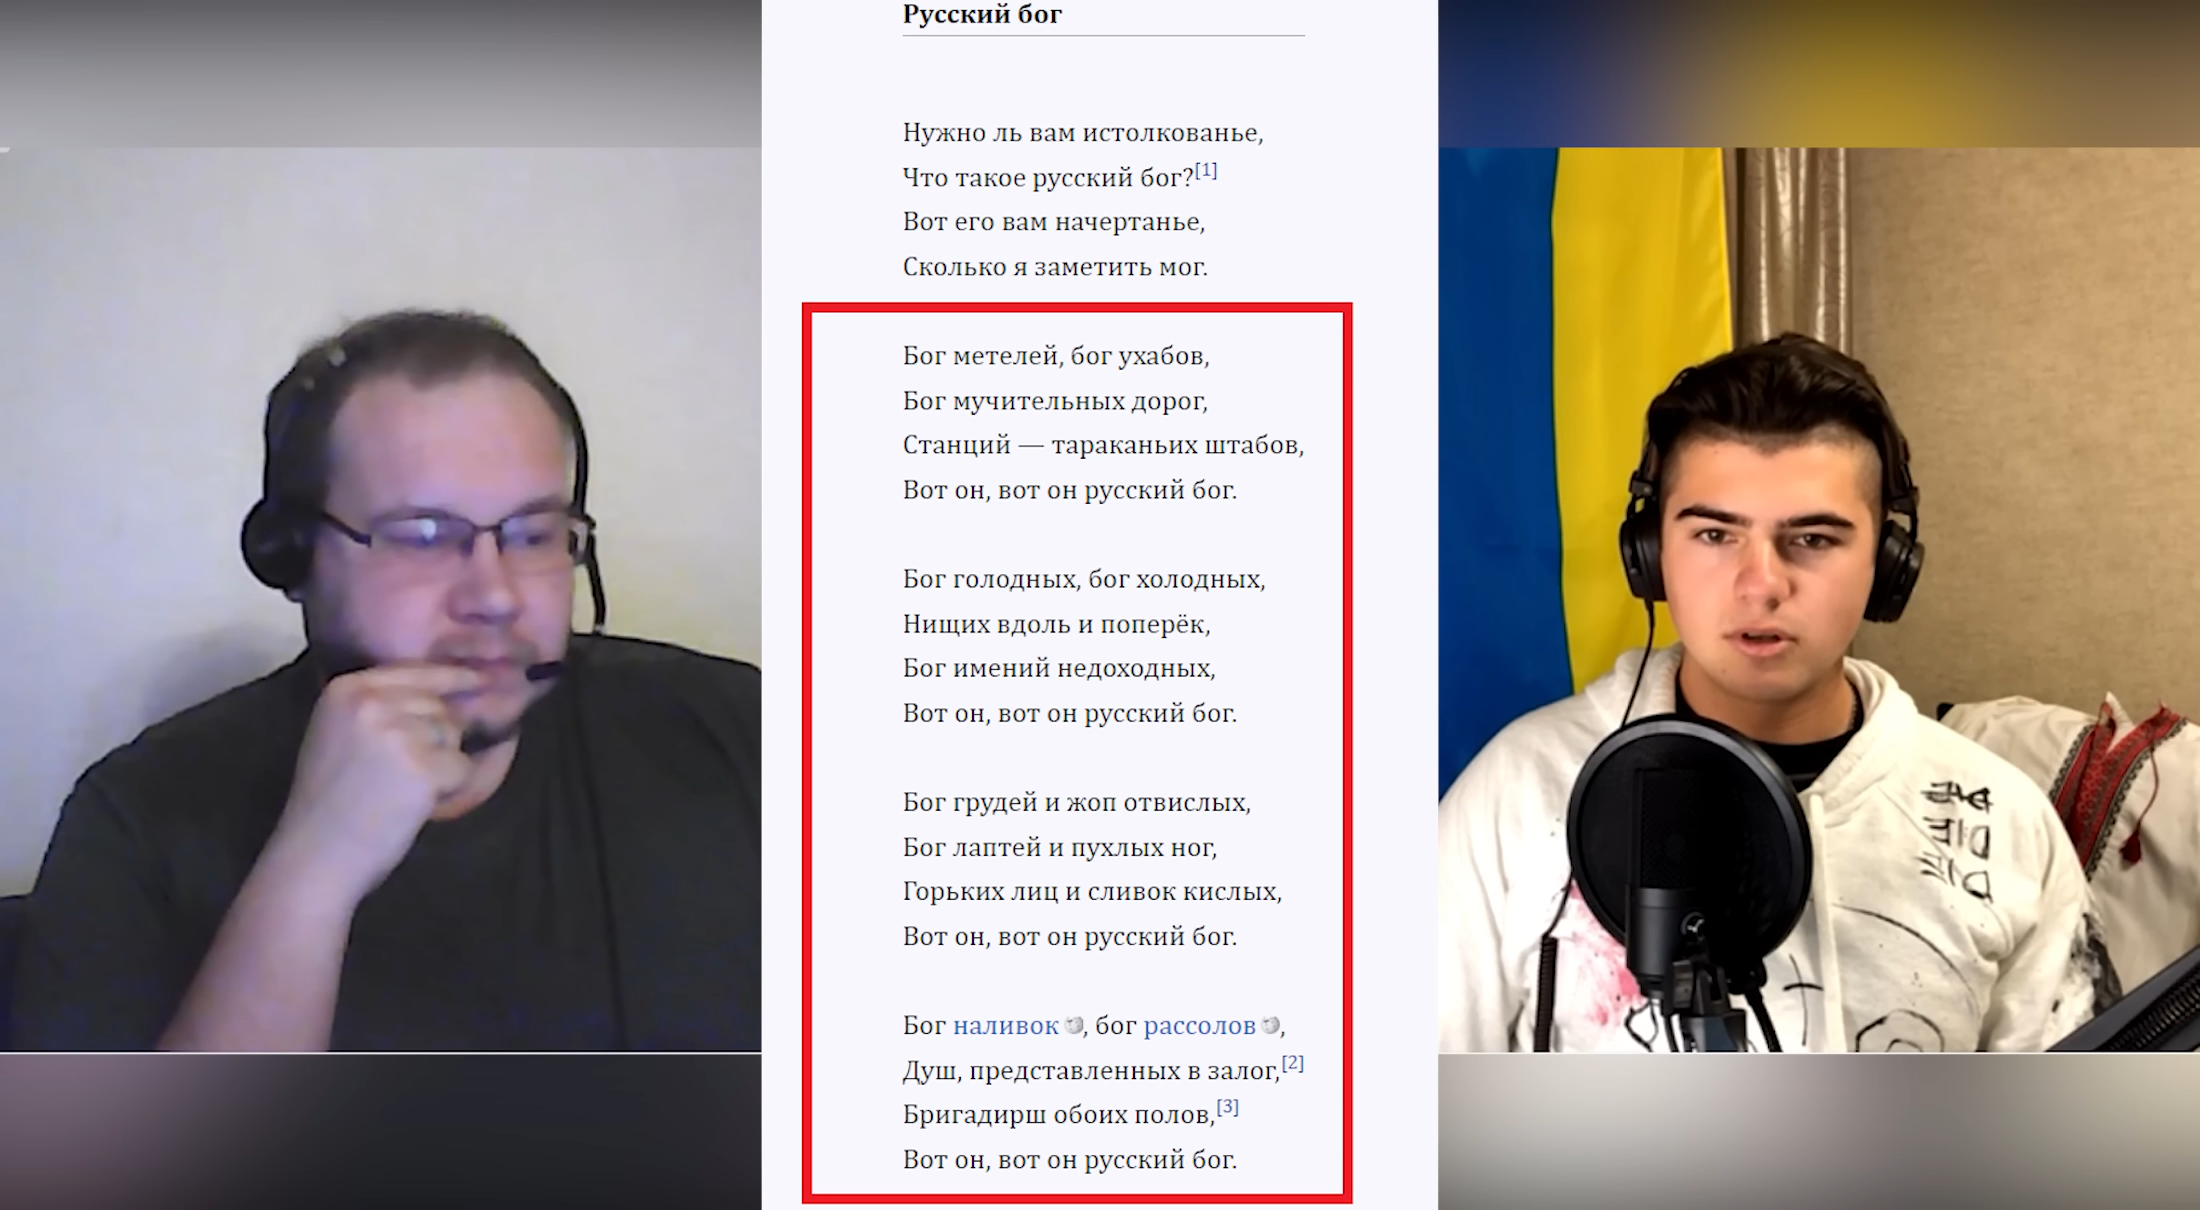 Русский бог
Нужно ль вам истолкованье,
Что такое русский бог?[1]
Вот его вам начертанье,
Сколько я заметить мог.
Бог метелей, бог ухабов,
Бог мучительных дорог,
Станций — тараканьих штабов,
Вот он, вот он русский бог.
Бог голодных, бог холодных,
Нищих вдоль и поперёк,
Бог имений недоходных,
Вот он, вот он русский бог.
Бог грудей и жоп отвислых,
Бог лаптей и пухлых ног,
Горьких лиц и сливок кислых,
Вот он, вот он русский бог.
Бог наливок, бог рассолов,
Душ, представленных в залог,[2]
Бригадирш обоих полов,[3]
Вот он, вот он русский бог.